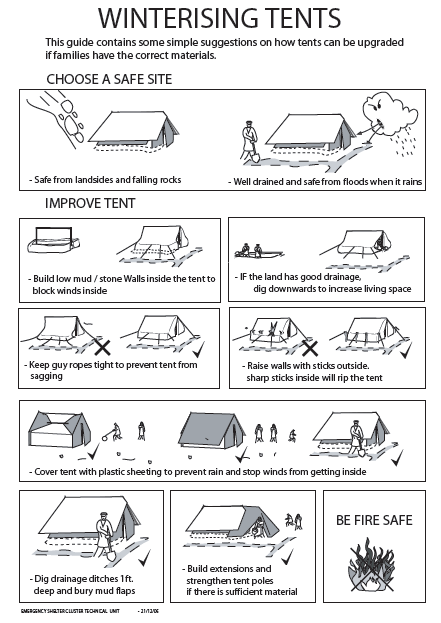 WINTERISING TENTS
This guide contains some simple suggestions on how tents can be upgraded
if families have the correct materials.
CHOOSE A SAFE SITE
- Safe from landsides and falling rocks
- Well drained and safe from floods when it rains
IMPROVE TENT
- Build low mud / stone Walls inside the tent to
block winds inside
- IF the land has good drainage,
dig downwards to increase living space
- Keep guy ropes tight to prevent tent from
sagging
- Raise walls with sticks outside.
sharp sticks inside will rip the tent
- Cover tent with plastic sheeting to prevent rain and stop winds from getting inside
- Dig drainage ditches 1ft.
deep and bury mud flaps
- Build extensions and
strengthen tent poles
if there is sufficient material
BE FIRE SAFE
EMERGENCY SHELTER CLUSTER TECHNICAL UNIT - 21/12/05